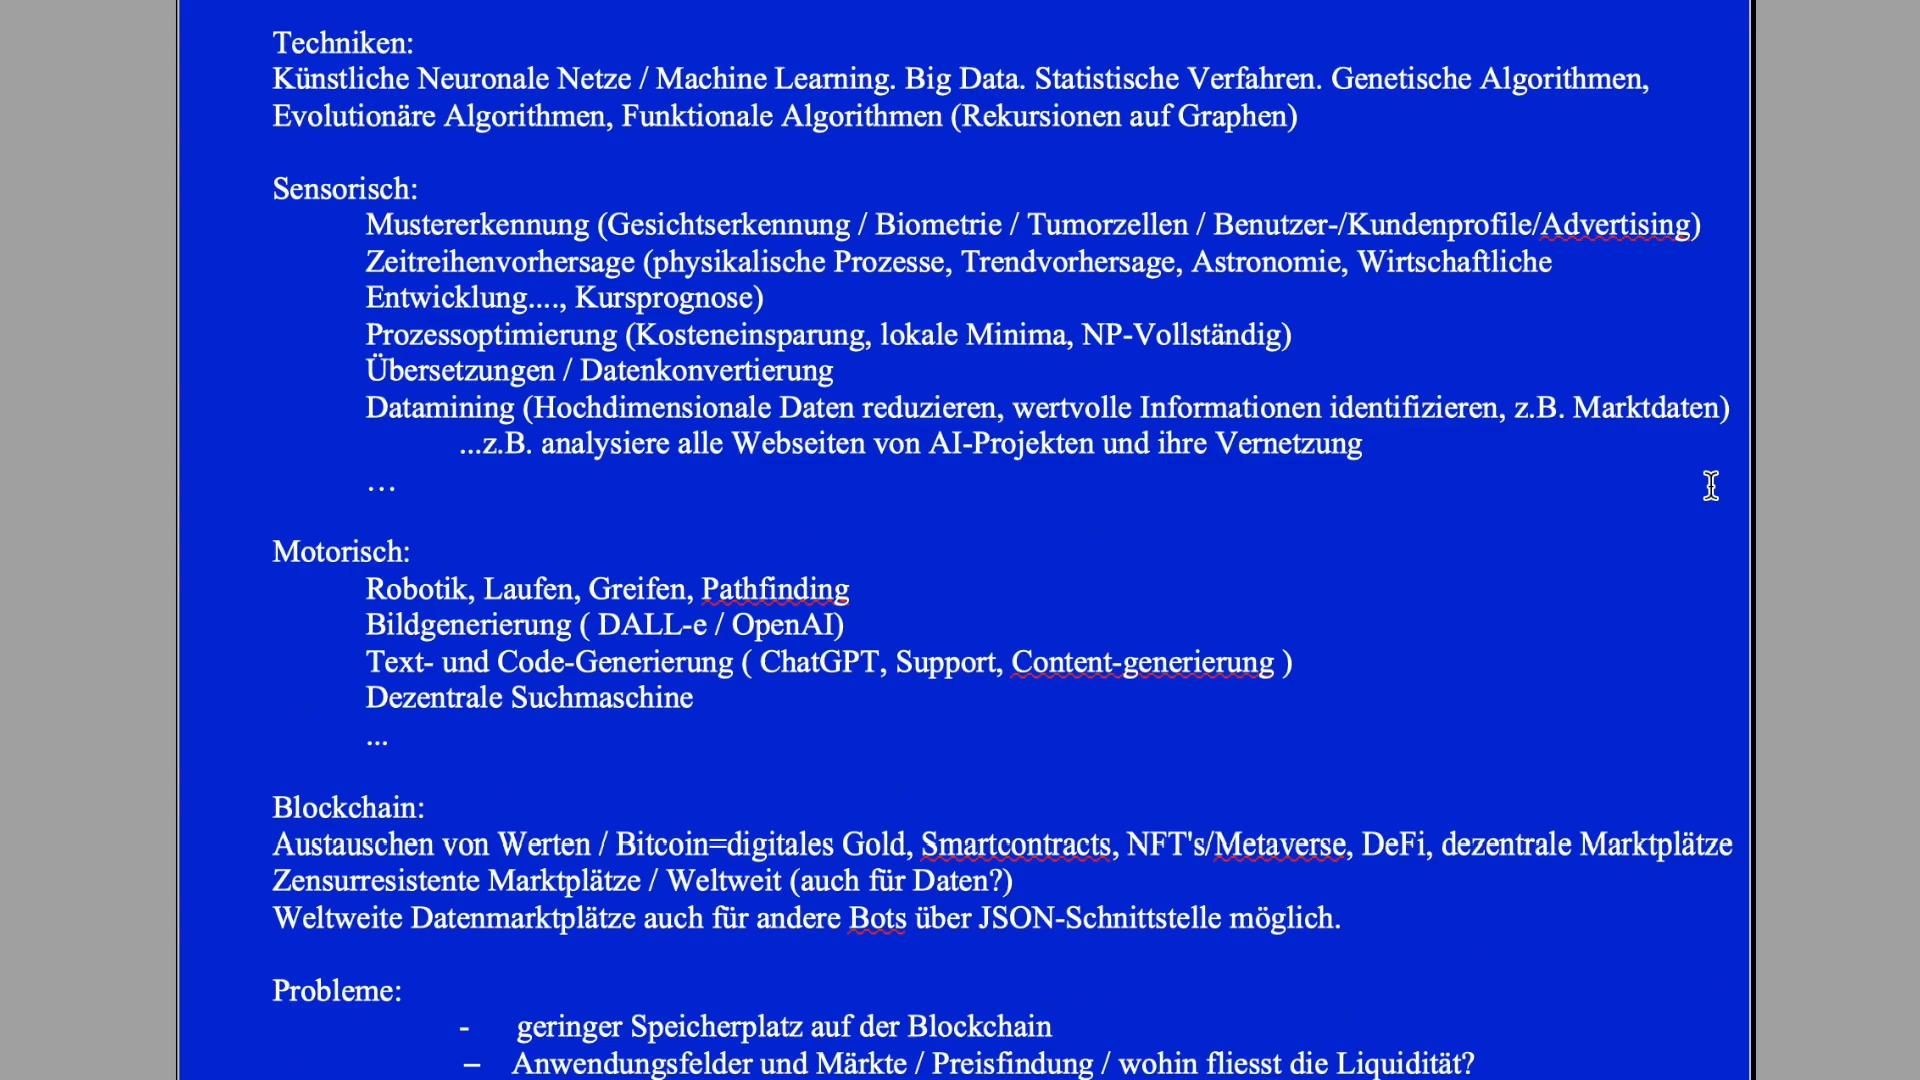 Techniken:
Künstliche Neuronale Netze / Machine Learning. Big Data. Statistische Verfahren. Genetische Algorithmen,
Evolutionäre Algorithmen, Funktionale Algorithmen (Rekursionen auf Graphen)
Sensorisch:
Mustererkennung (Gesichtserkennung / Biometrie / Tumorzellen / Benutzer-/Kundenprofile/Advertising)
Zeitreihenvorhersage (physikalische Prozesse, Trendvorhersage, Astronomie, Wirtschaftliche
Entwicklung...., Kursprognose)
Prozessoptimierung (Kosteneinsparung, lokale Minima, NP-Vollständig)
Übersetzungen / Datenkonvertierung
Datamining (Hochdimensionale Daten reduzieren, wertvolle Informationen identifizieren, z.B. Marktdaten)
...z.B. analysiere alle Webseiten von AI-Projekten und ihre Vernetzung
…
Motorisch:
Robotik, Laufen, Greifen, Pathfinding
Bildgenerierung ( DALL-e / OpenAI)
Text- und Code-Generierung ( ChatGPT, Support, Content-generierung )
Dezentrale Suchmaschine
...
Blockchain:
Austauschen von Werten / Bitcoin=digitales Gold, Smartcontracts, NFT's/Metaverse, DeFi, dezentrale Marktplätze
Zensurresistente Marktplätze / Weltweit (auch für Daten?)
Weltweite Datenmarktplätze auch für andere Bots über JSON-Schnittstelle möglich.
Probleme:
- geringer Speicherplatz auf der Blockchain
– Anwendungsfelder und Märkte / Preisfindung / wohin fliesst die Liquidität?